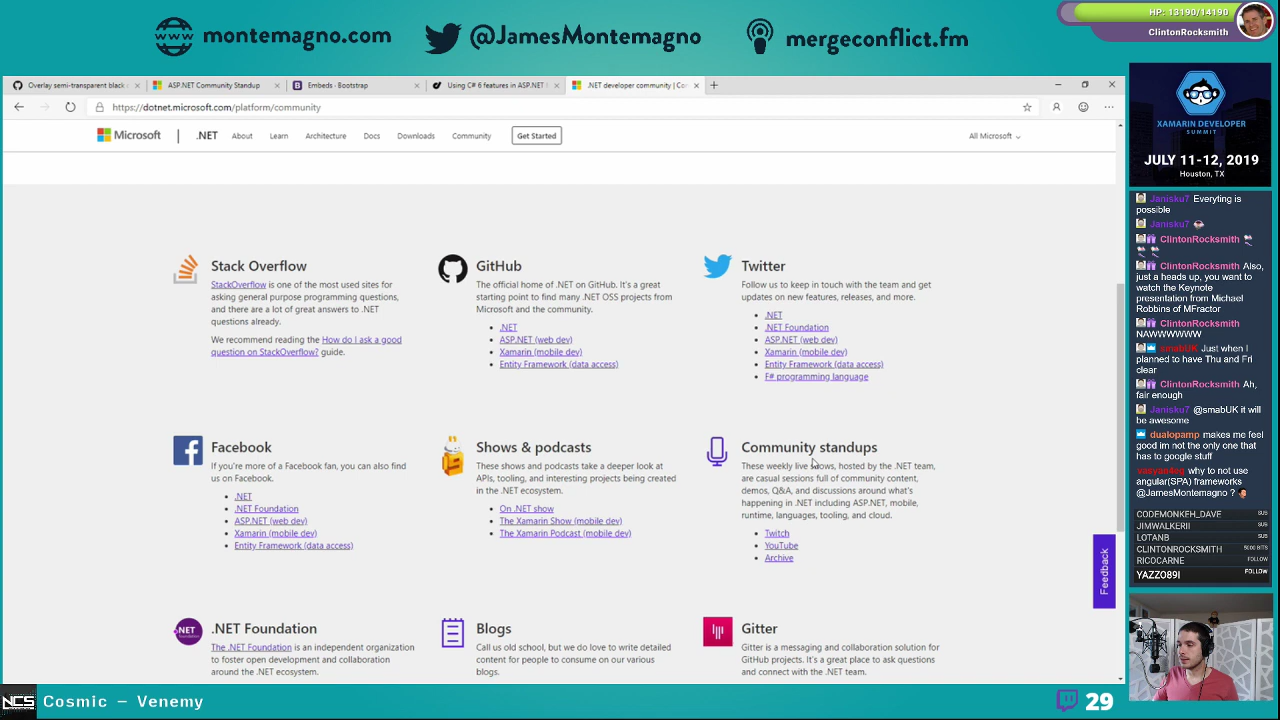 montemagno.com
@JamesMontemagno
mergeconflict.fm
HP: 13190/14190
ClintonRocksmith
Overlay semi-transparent black
ASP.NET Community Standup
Embeds · Bootstrap
Using C# 6 features in ASP.NET
.NET developer community | Co
https://dotnet.microsoft.com/platform/community
Microsoft
.NET
About
Learn
Architecture
Docs
Downloads
Community
Get Started
All Microsoft
Stack Overflow
StackOverflow is one of the most used sites for
asking general purpose programming questions,
and there are a lot of great answers to .NET
questions already.
We recommend reading the How do I ask a good
question on StackOverflow? guide.
GitHub
The official home of .NET on GitHub. It's a great
starting point to find many .NET OSS projects from
Microsoft and the community.
.NET
ASP.NET (web dev)
Xamarin (mobile dev)
Entity Framework (data access)
Twitter
Follow us to keep in touch with the team and get
updates on new features, releases, and more.
.NET
.NET Foundation
ASP.NET (web dev)
Xamarin (mobile dev)
Entity Framework (data access)
F# programming language
Facebook
If you're more of a Facebook fan, you can also find
us on Facebook.
.NET
.NET Foundation
ASP.NET (web dev)
Xamarin (mobile dev)
Entity Framework (data access)
Shows & podcasts
These shows and podcasts take a deeper look at
APIs, tooling, and interesting projects being created
in the .NET ecosystem.
On .NET show
The Xamarin Show (mobile dev)
The Xamarin Podcast (mobile dev)
Community standups
These weekly live shows, hosted by the .NET team,
are casual sessions full of community content,
demos, Q&A, and discussions around what's
happening in .NET including ASP.NET, mobile,
runtime, languages, tooling, and cloud.
Twitch
YouTube
Archive
.NET
.NET Foundation
The .NET Foundation is an independent organization
to foster open development and collaboration
around the .NET ecosystem.
Blogs
Call us old school, but we do love to write detailed
content for people to consume on our various
blogs.
Gitter
Gitter is a messaging and collaboration solution for
GitHub projects. It's a great place to ask questions
and connect with the .NET team.
Feedback
XAMARIN DEVELOPER
SUMMIT
JULY 11-12, 2019
Houston, TX
Janisku7 Everyting is
possible
Janisku7
ClintonRocksmith
ClintonRocksmith Also,
just a heads up, you want to
watch the Keynote
presentation from Michael
Robbins of MFractor
ClintonRocksmith
NAWWWWWW
smabUK Just when I
planned to have Thu and Fri
clear
ClintonRocksmith Ah,
fair enough
Janisku7 @smabUK it will
be awesome
dualopamp makes me feel
good im not the only one that
has to google stuff
vasyan4eg why to not use
angular(SPA) frameworks
@JamesMontemagno ?
CODEMONKEH_DAVE SUB
JIMWALKERII SUB
LOTANB SUB
CLINTONROCKSMITH 5000 BITS
RICOCARNE FOLLOW
YAZZO89I FOLLOW
NCS
Cosmic – Venemy
29